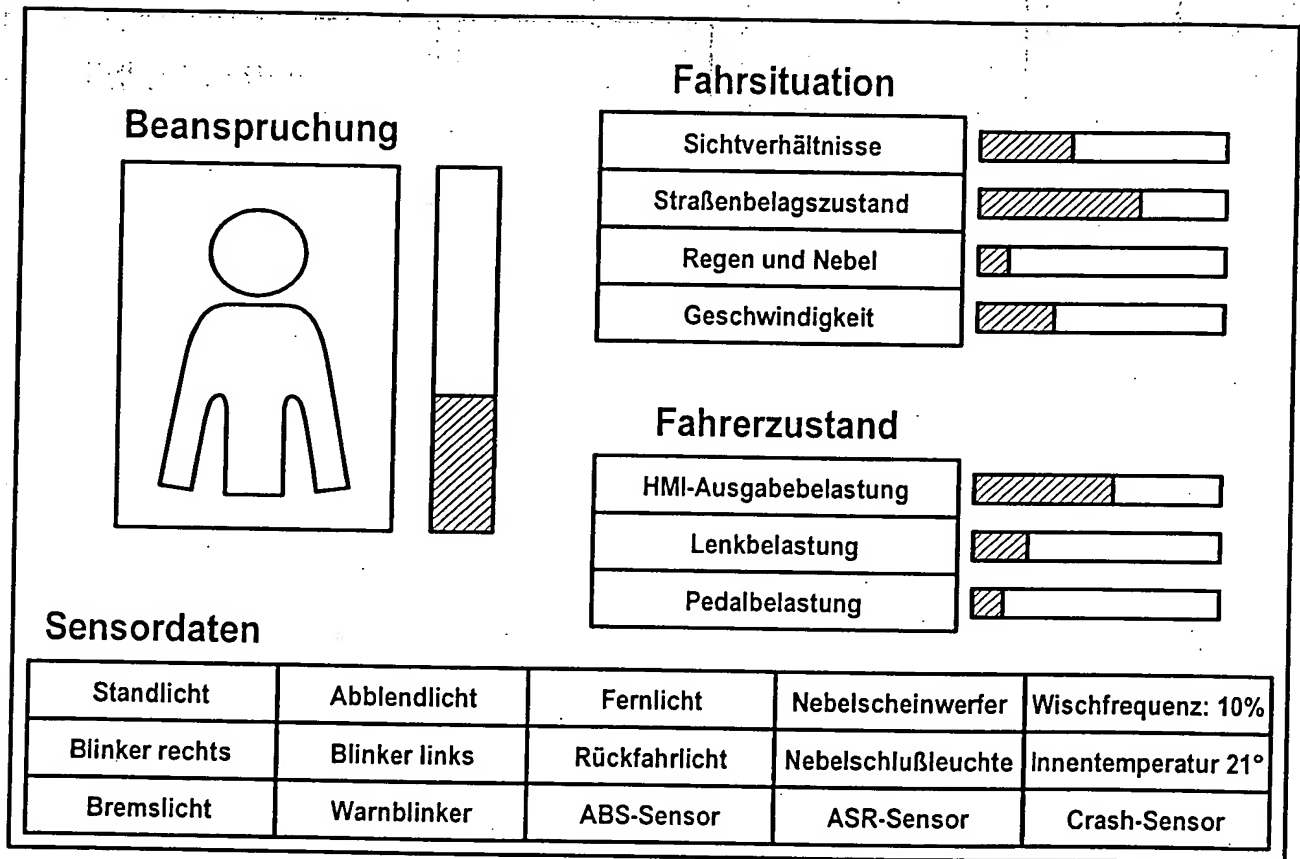 Beanspruchung
Fahrsituation
Sichtverhältnisse
Straßenbelagszustand
Regen und Nebel
Geschwindigkeit
Fahrerzustand
HMI-Ausgabebelastung
Lenkbelastung
Pedalbelastung
Sensordaten
Standlicht Abblendlicht Fernlicht Nebelscheinwerfer Wischfrequenz: 10%
Blinker rechts Blinker links Rückfahrlicht Nebelschlußleuchte Innentemperatur 21°
Bremslicht Warnblinker ABS-Sensor ASR-Sensor Crash-Sensor